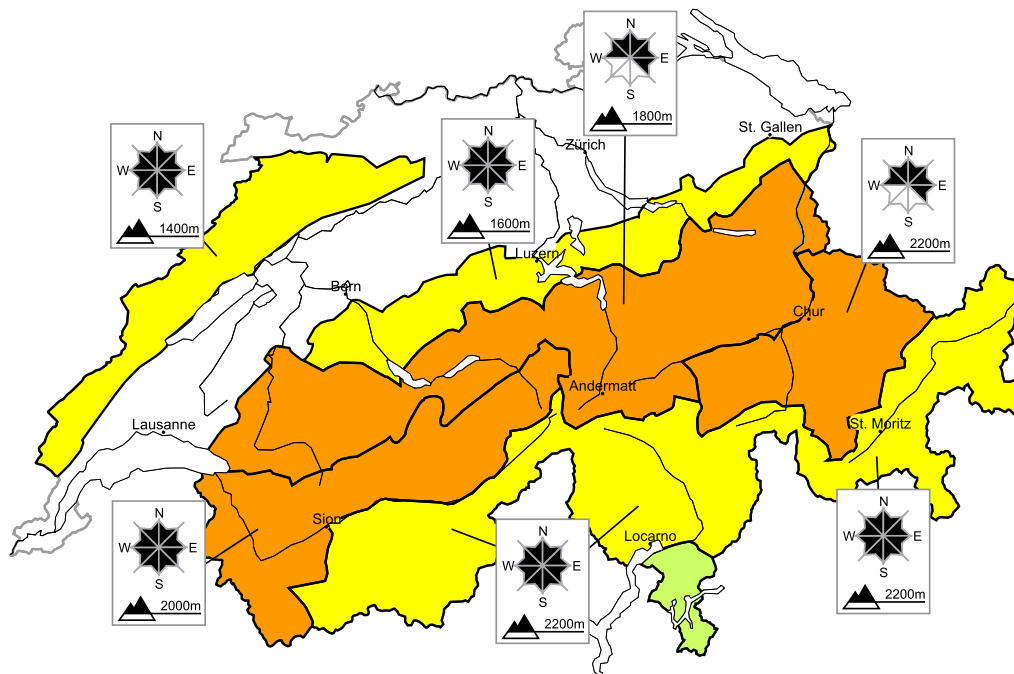 N
W E
S
1800m
N
W E
S
1400m
N
W E
S
1600m
Zürich
St. Gallen
N
W E
S
2200m
Luzern
Bern
Chur
Andermatt
Lausanne
St. Moritz
N
W E
S
2000m
Sion
N
W E
S
2200m
Locarno
N
W E
S
2200m